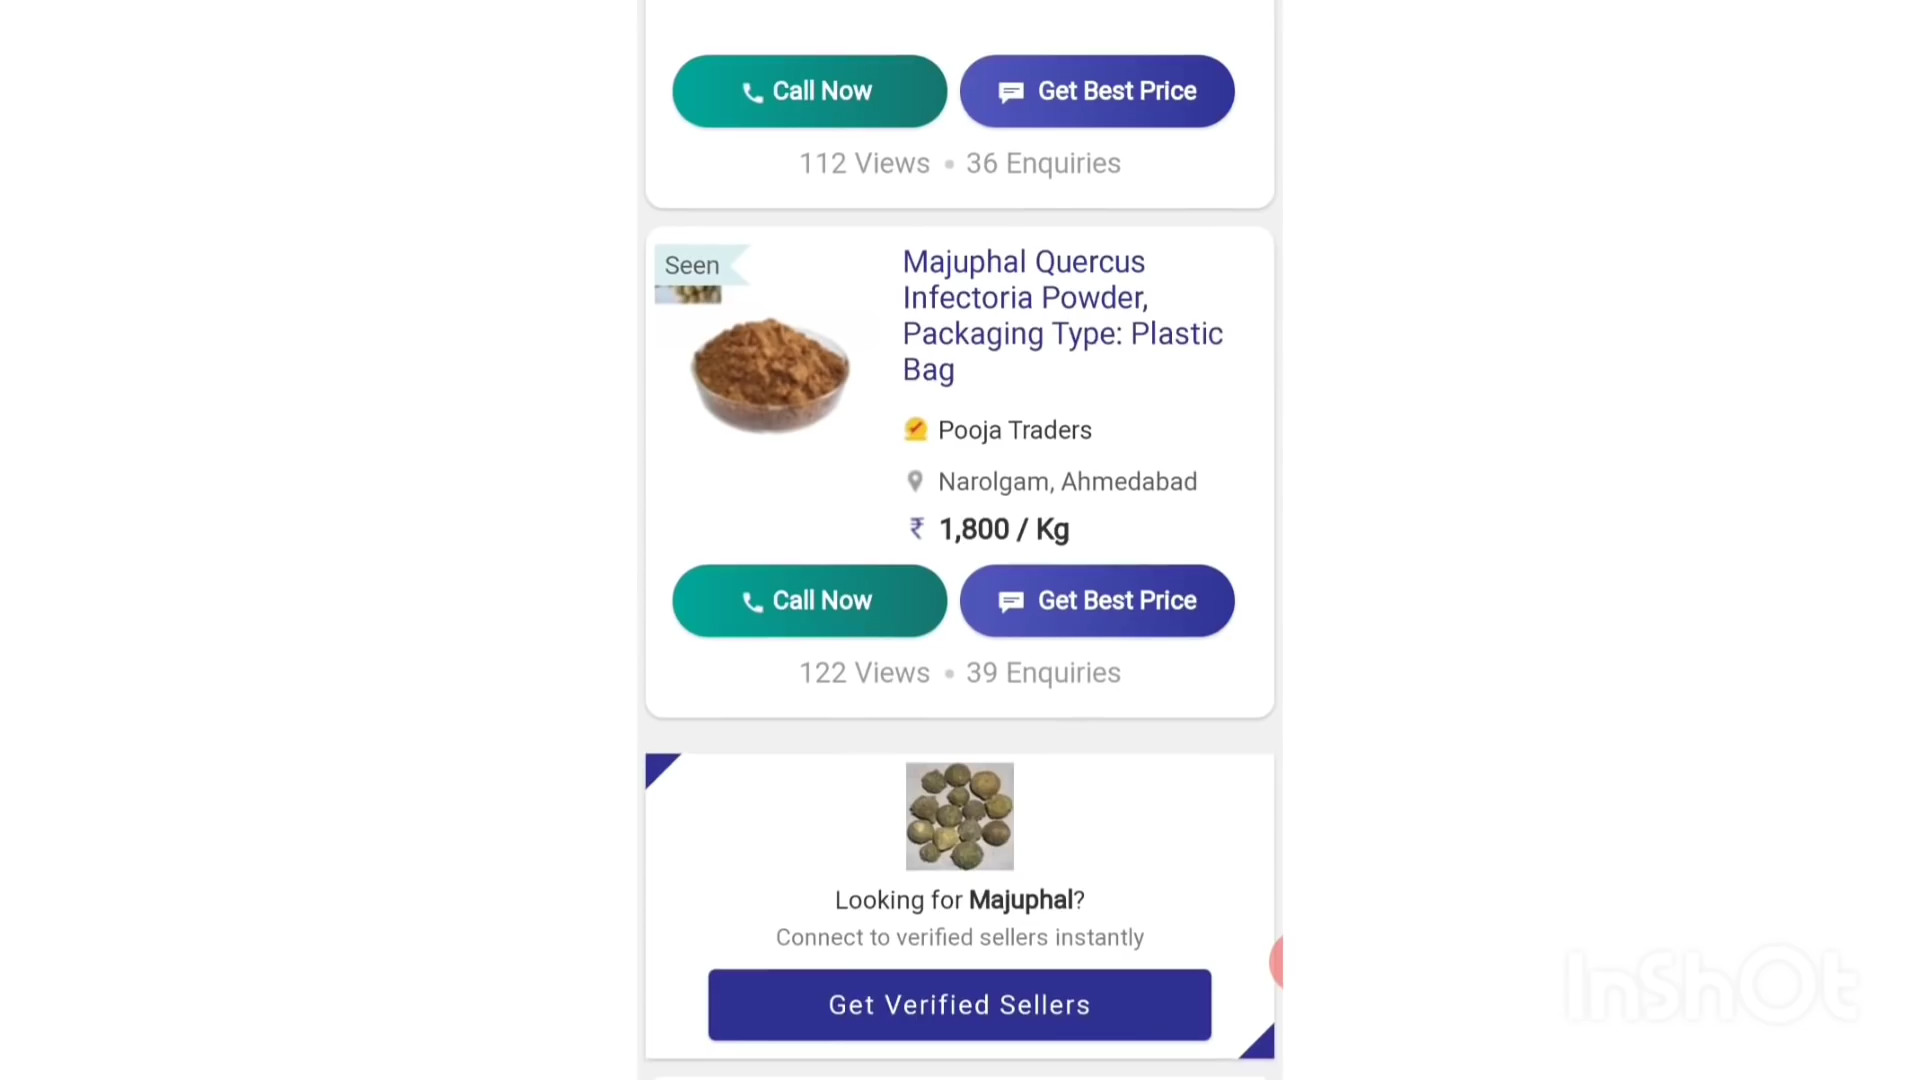 Call Now
Get Best Price
112 Views • 36 Enquiries
Seen
Majuphal Quercus
Infectoria Powder,
Packaging Type: Plastic
Bag
Pooja Traders
Narolgam, Ahmedabad
₹ 1,800 / Kg
Call Now
Get Best Price
122 Views • 39 Enquiries
Looking for Majuphal?
Connect to verified sellers instantly
Get Verified Sellers
InShOt